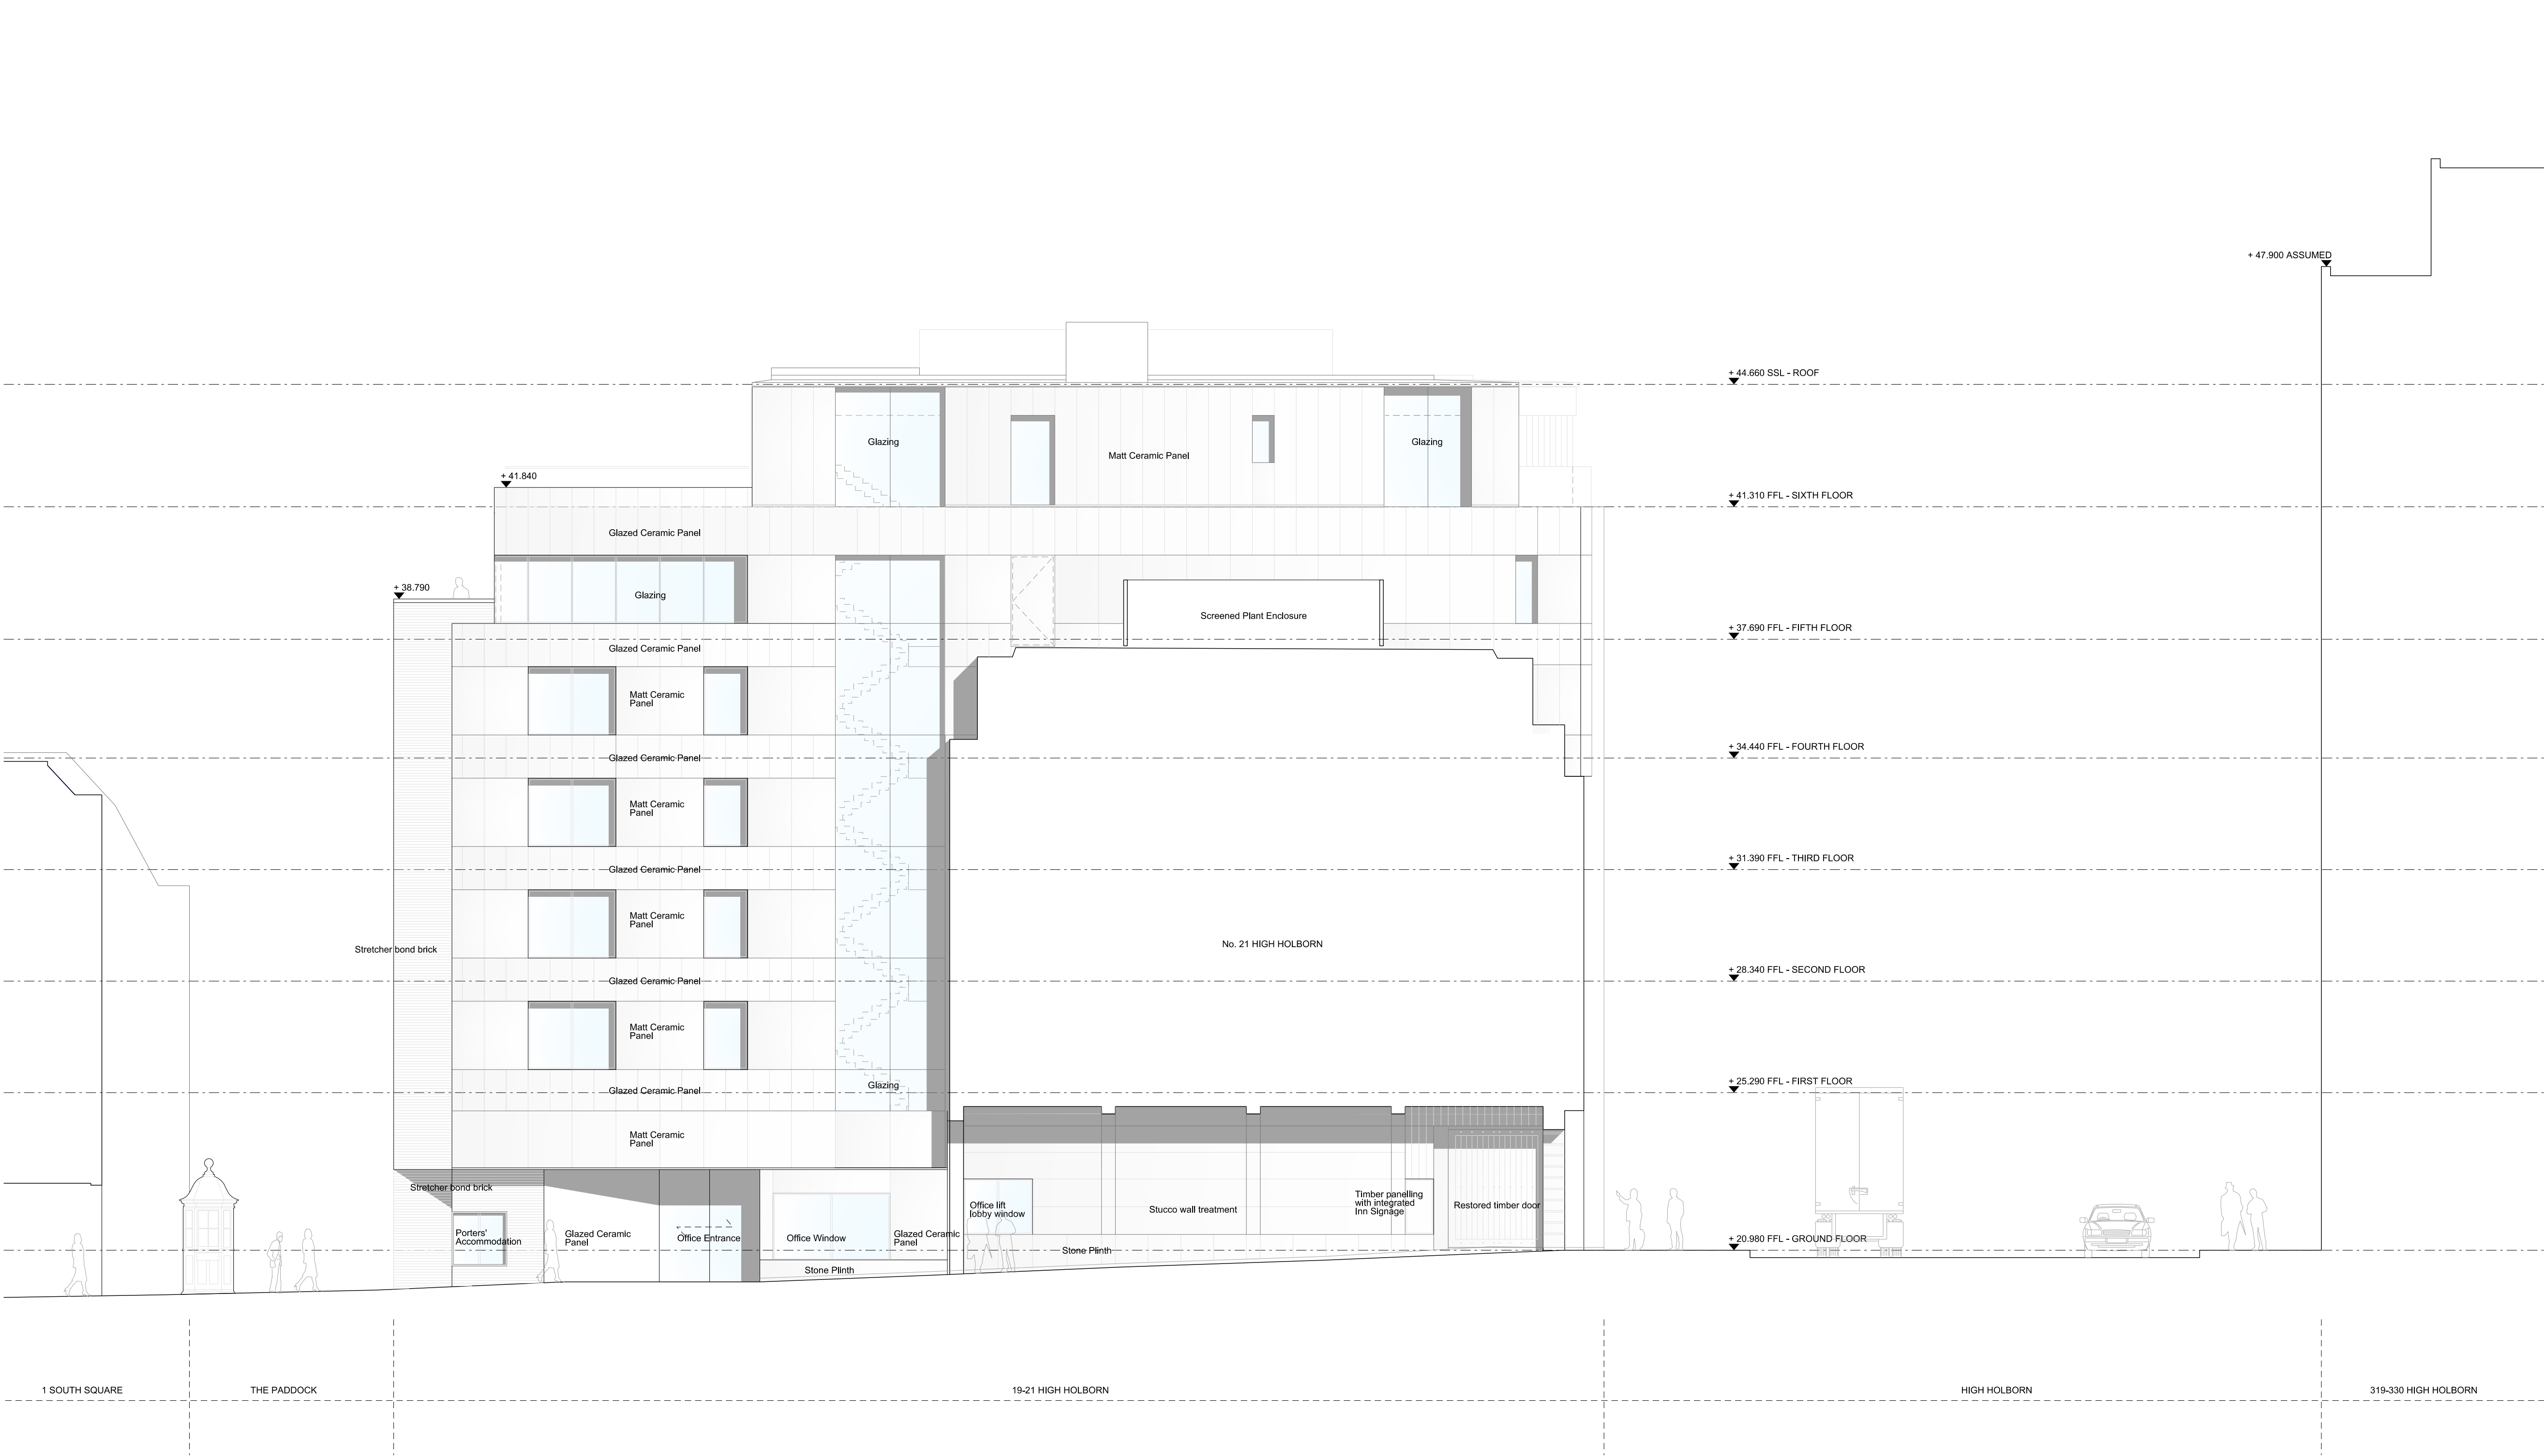 + 47.900 ASSUMED
+ 44.660 SSL - ROOF
Glazing
Glazing
Matt Ceramic Panel
+ 41.840
+ 41.310 FFL - SIXTH FLOOR
Glazed Ceramic Panel
+ 38.790
Glazing
Screened Plant Enclosure
+ 37.690 FFL - FIFTH FLOOR
Glazed Ceramic Panel
Matt Ceramic
Panel
+ 34.440 FFL - FOURTH FLOOR
Glazed Ceramic Panel
Matt Ceramic
Panel
+ 31.390 FFL - THIRD FLOOR
Glazed Ceramic Panel
Matt Ceramic
Panel
No. 21 HIGH HOLBORN
Stretcher bond brick
+ 28.340 FFL - SECOND FLOOR
Glazed Ceramic Panel
Matt Ceramic
Panel
+ 25.290 FFL - FIRST FLOOR
Glazing
Glazed Ceramic Panel
Matt Ceramic
Panel
Stretcher bond brick
Office lift
lobby window
Stucco wall treatment
Timber panelling
with integrated
Inn Signage
Restored timber door
Porters'
Accommodation
Glazed Ceramic
Panel
Office Entrance
Office Window
Glazed Ceramic
Panel
+ 20.980 FFL - GROUND FLOOR
Stone Plinth
Stone Plinth
1 SOUTH SQUARE
THE PADDOCK
19-21 HIGH HOLBORN
HIGH HOLBORN
319-330 HIGH HOLBORN